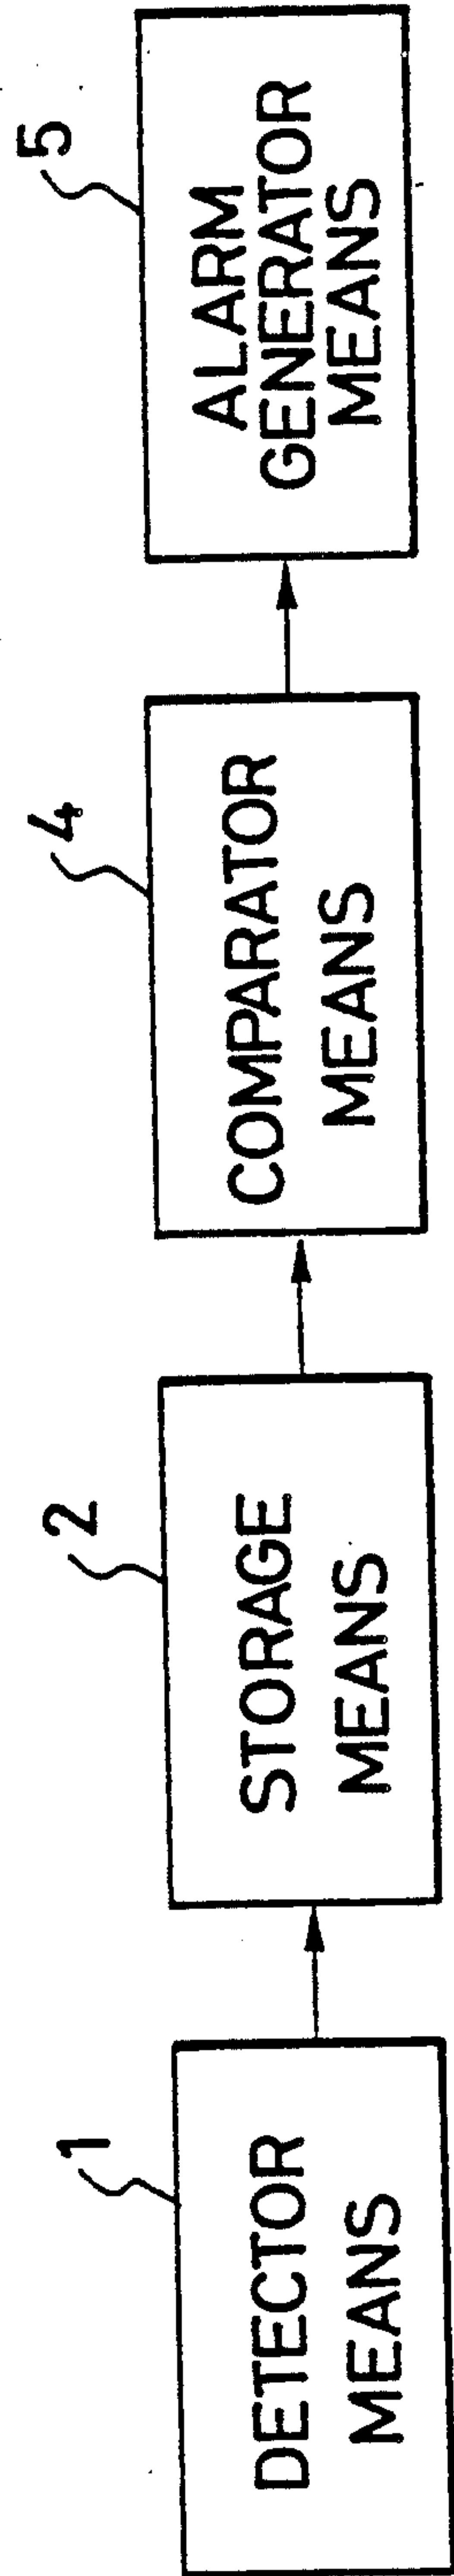 1
DETECTOR
MEANS
2
STORAGE
MEANS
4
COMPARATOR
MEANS
5
ALARM
GENERATOR
MEANS